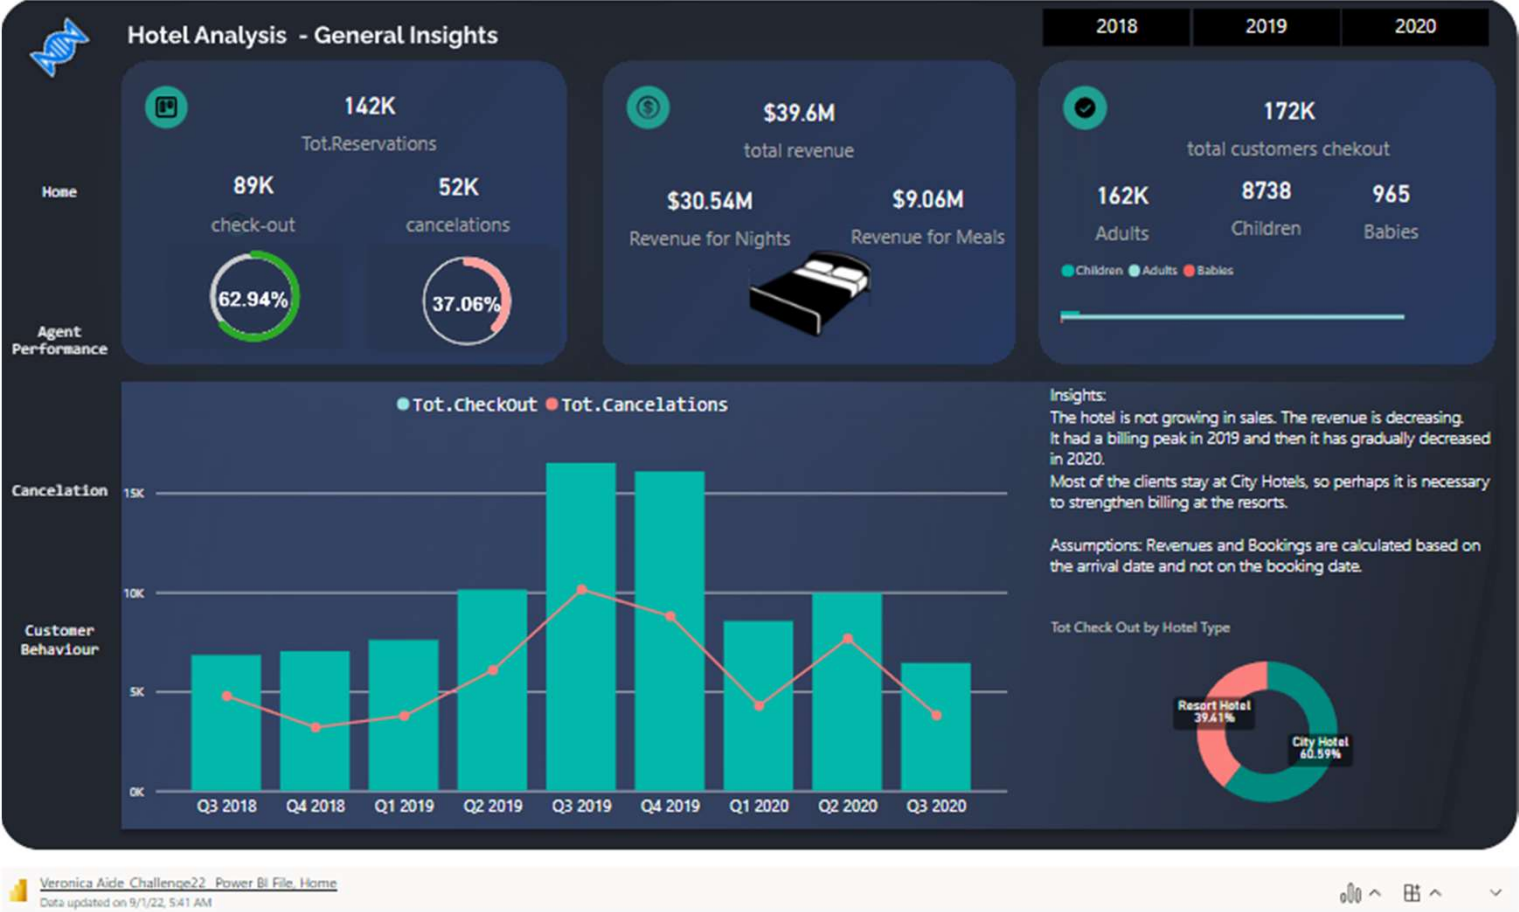 Hotel Analysis - General Insights
2018 2019 2020
142K
Tot.Reservations
89K 52K
check-out cancelations
62.94% 37.06%
$39.6M
total revenue
$30.54M $9.06M
Revenue for Nights Revenue for Meals
172K
total customers chekout
162K 8738 965
Adults Children Babies
Children Adults Babies
Home
Agent
Performance
Cancelation
Customer
Behaviour
Tot.CheckOut Tot.Cancelations
15K
10K
5K
0K
Q3 2018 Q4 2018 Q1 2019 Q2 2019 Q3 2019 Q4 2019 Q1 2020 Q2 2020 Q3 2020
Insights:
The hotel is not growing in sales. The revenue is decreasing.
It had a billing peak in 2019 and then it has gradually decreased
in 2020.
Most of the clients stay at City Hotels, so perhaps it is necessary
to strengthen billing at the resorts.
Assumptions: Revenues and Bookings are calculated based on
the arrival date and not on the booking date.
Tot Check Out by Hotel Type
Resort Hotel
39.41%
City Hotel
60.59%
Veronica Aide_Challenge22_ Power BI File, Home
Data updated on 9/1/22, 5:41 AM